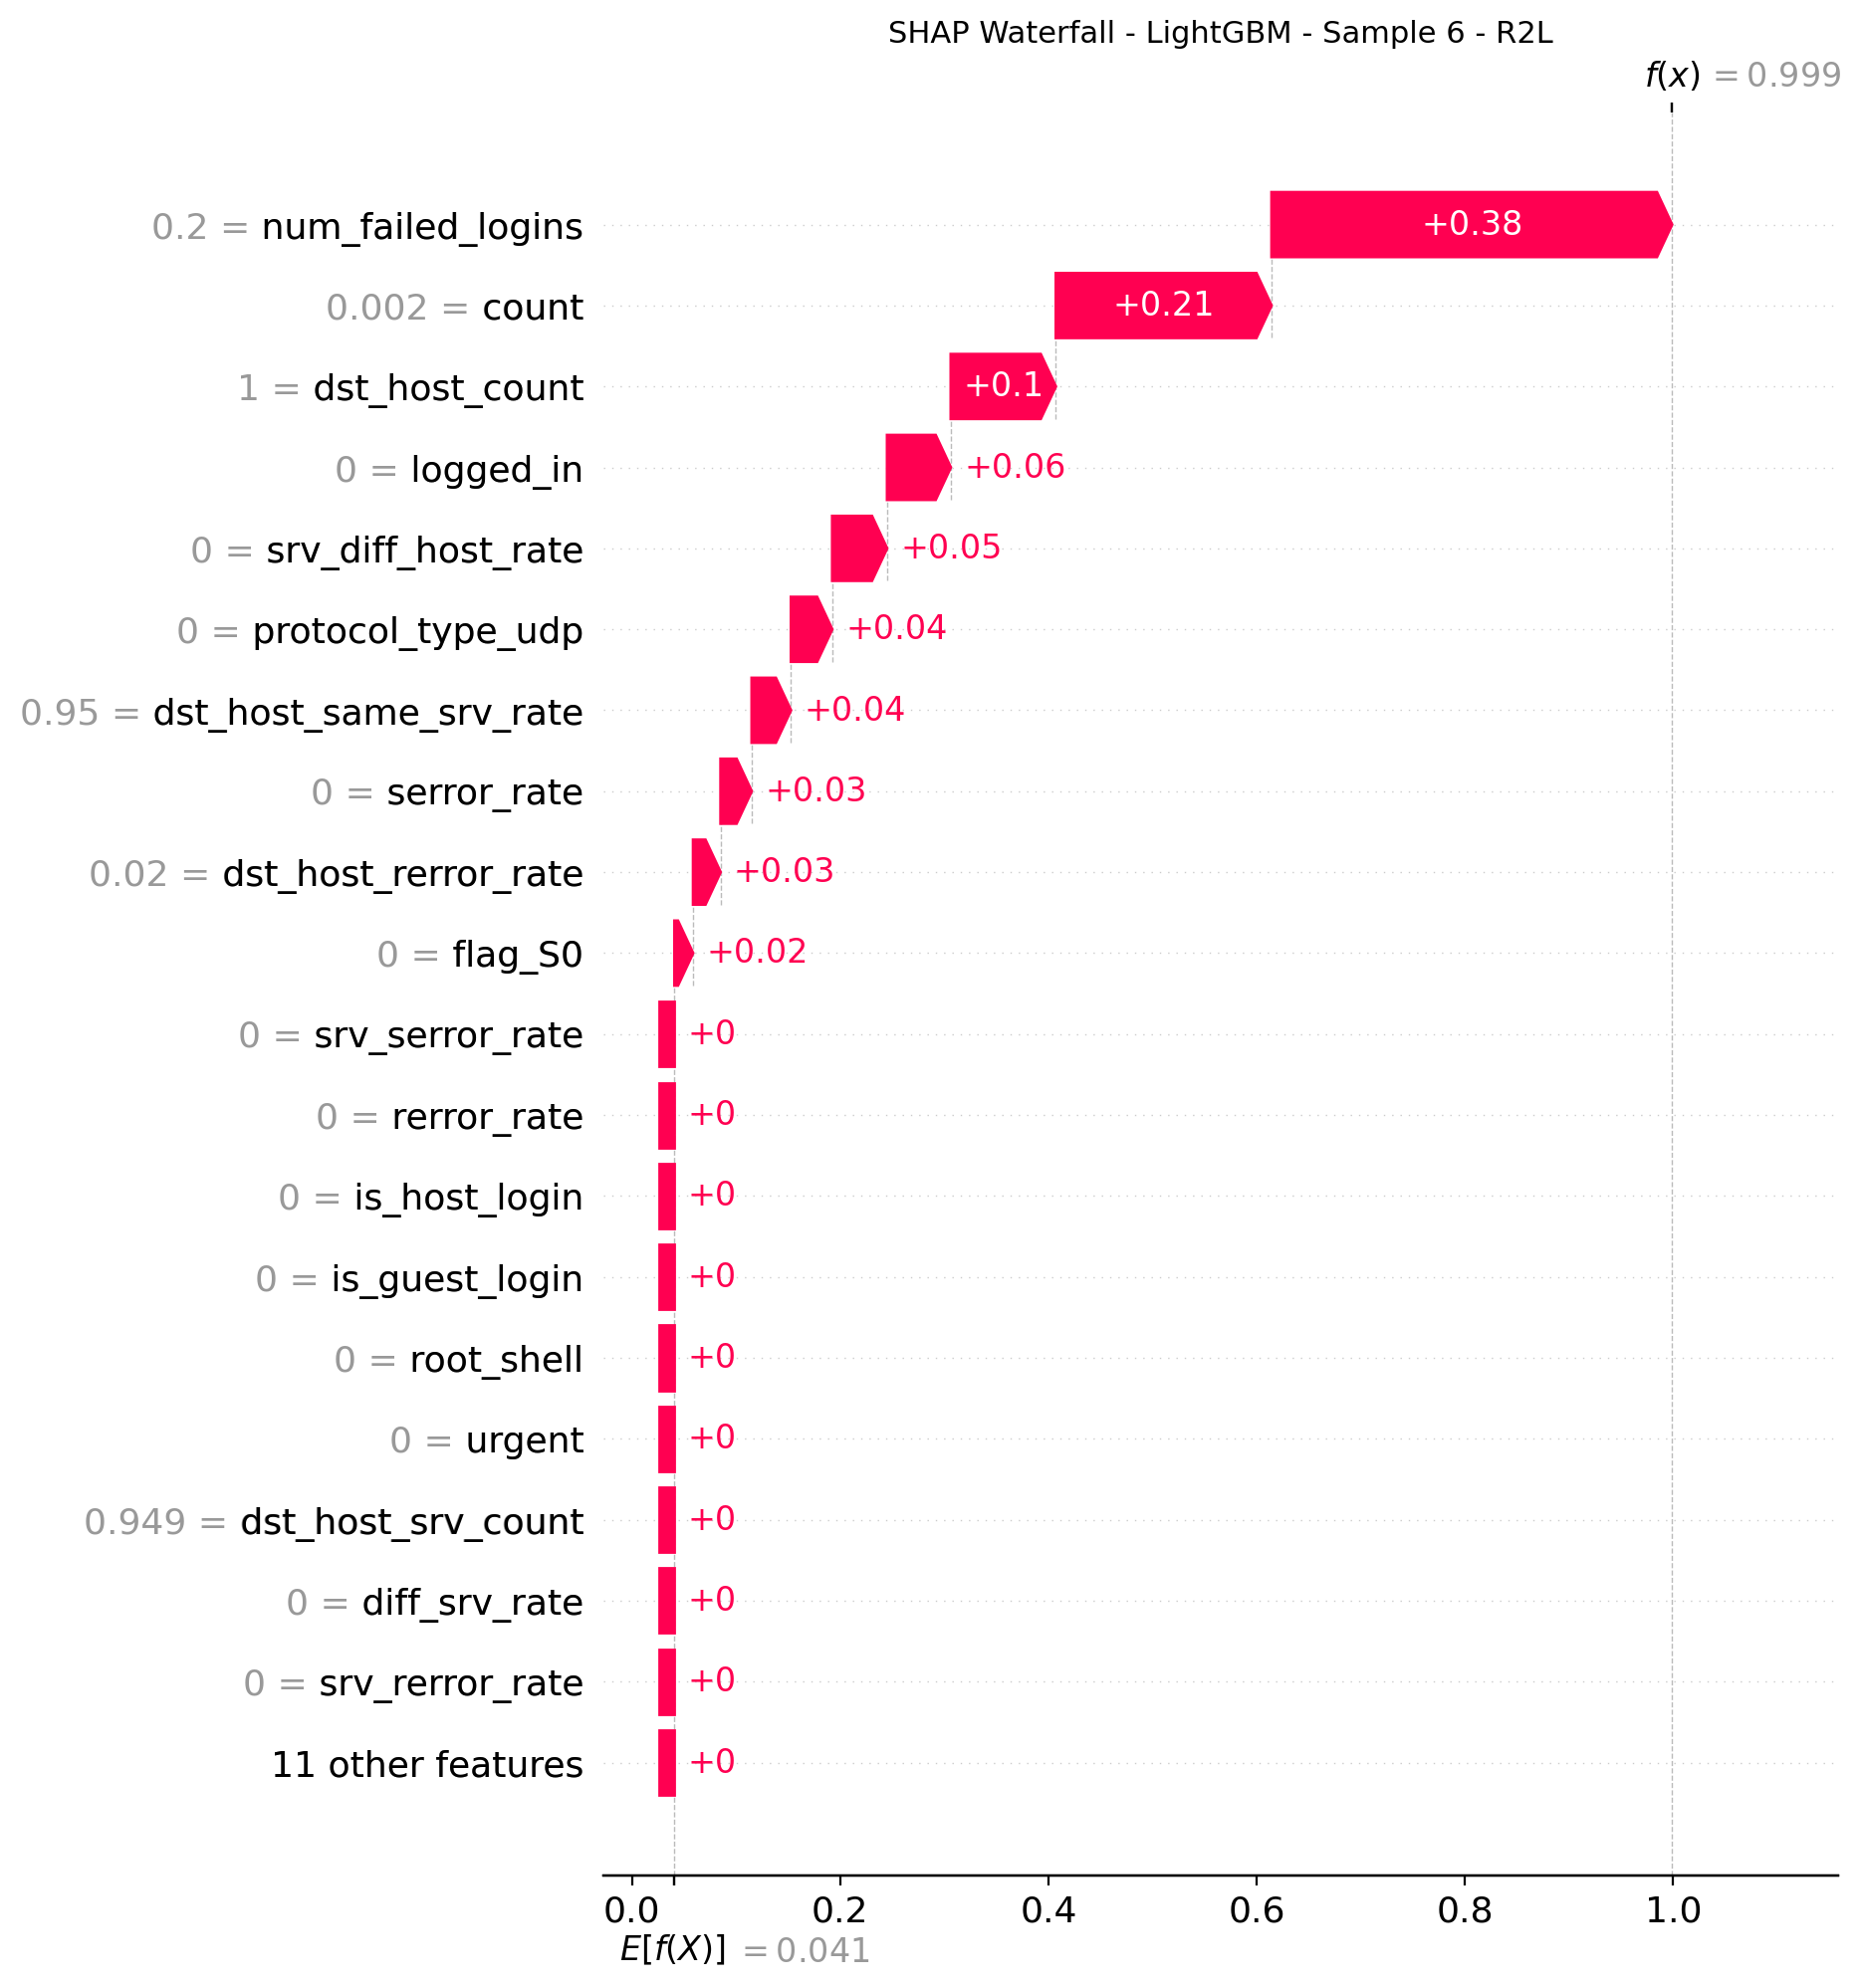 SHAP Waterfall - LightGBM - Sample 6 - R2L
f(x) = 0.999
0.2 = num_failed_logins +0.38
0.002 = count +0.21
1 = dst_host_count +0.1
0 = logged_in +0.06
0 = srv_diff_host_rate +0.05
0 = protocol_type_udp +0.04
0.95 = dst_host_same_srv_rate +0.04
0 = serror_rate +0.03
0.02 = dst_host_rerror_rate +0.03
0 = flag_S0 +0.02
0 = srv_serror_rate +0
0 = rerror_rate +0
0 = is_host_login +0
0 = is_guest_login +0
0 = root_shell +0
0 = urgent +0
0.949 = dst_host_srv_count +0
0 = diff_srv_rate +0
0 = srv_rerror_rate +0
11 other features +0
0.0 0.2 0.4 0.6 0.8 1.0
E[f(X)] = 0.041